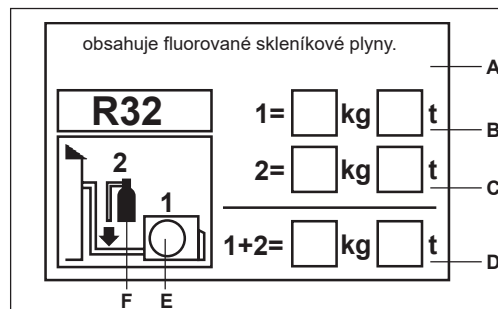 obsahuje fluorované skleníkové plyny.
A
R32
1= kg t
B
2
1
2= kg t
C
1+2= kg t
D
F E